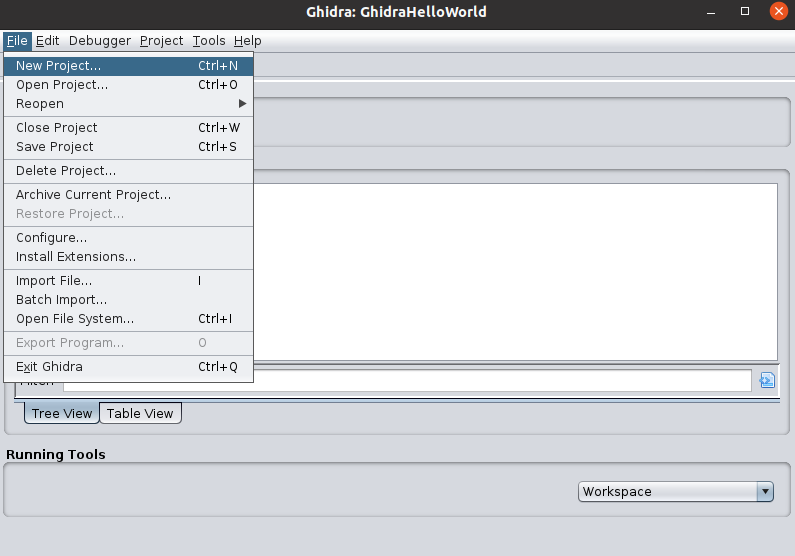 Ghidra: GhidraHelloWorld
File Edit Debugger Project Tools Help
New Project... Ctrl+N
Open Project... Ctrl+O
Reopen
Close Project Ctrl+W
Save Project Ctrl+S
Delete Project...
Archive Current Project...
Restore Project...
Configure...
Install Extensions...
Import File... I
Batch Import...
Open File System... Ctrl+I
Export Program... O
Exit Ghidra Ctrl+Q
Tree View Table View
Running Tools
Workspace